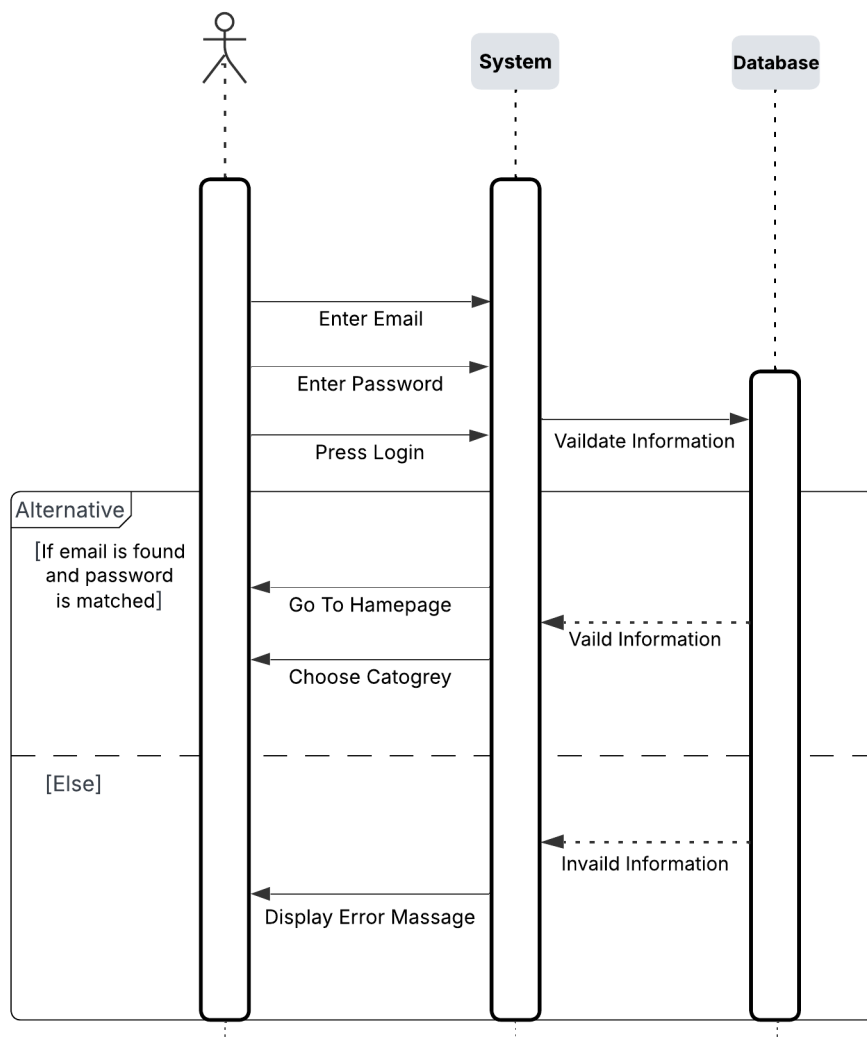 System
Database
Enter Email
Enter Password
Vaildate Information
Press Login
Alternative
[If email is found
and password
is matched]
Go To Hamepage
Vaild Information
Choose Catogrey
[Else]
Invaild Information
Display Error Massage